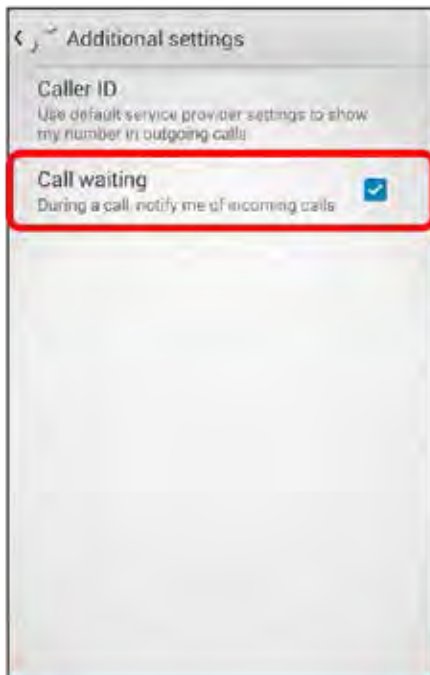 Additional settings
Caller ID
Use default service provider settings to show
my number in outgoing calls
Call waiting
During a call, notify me of incoming calls